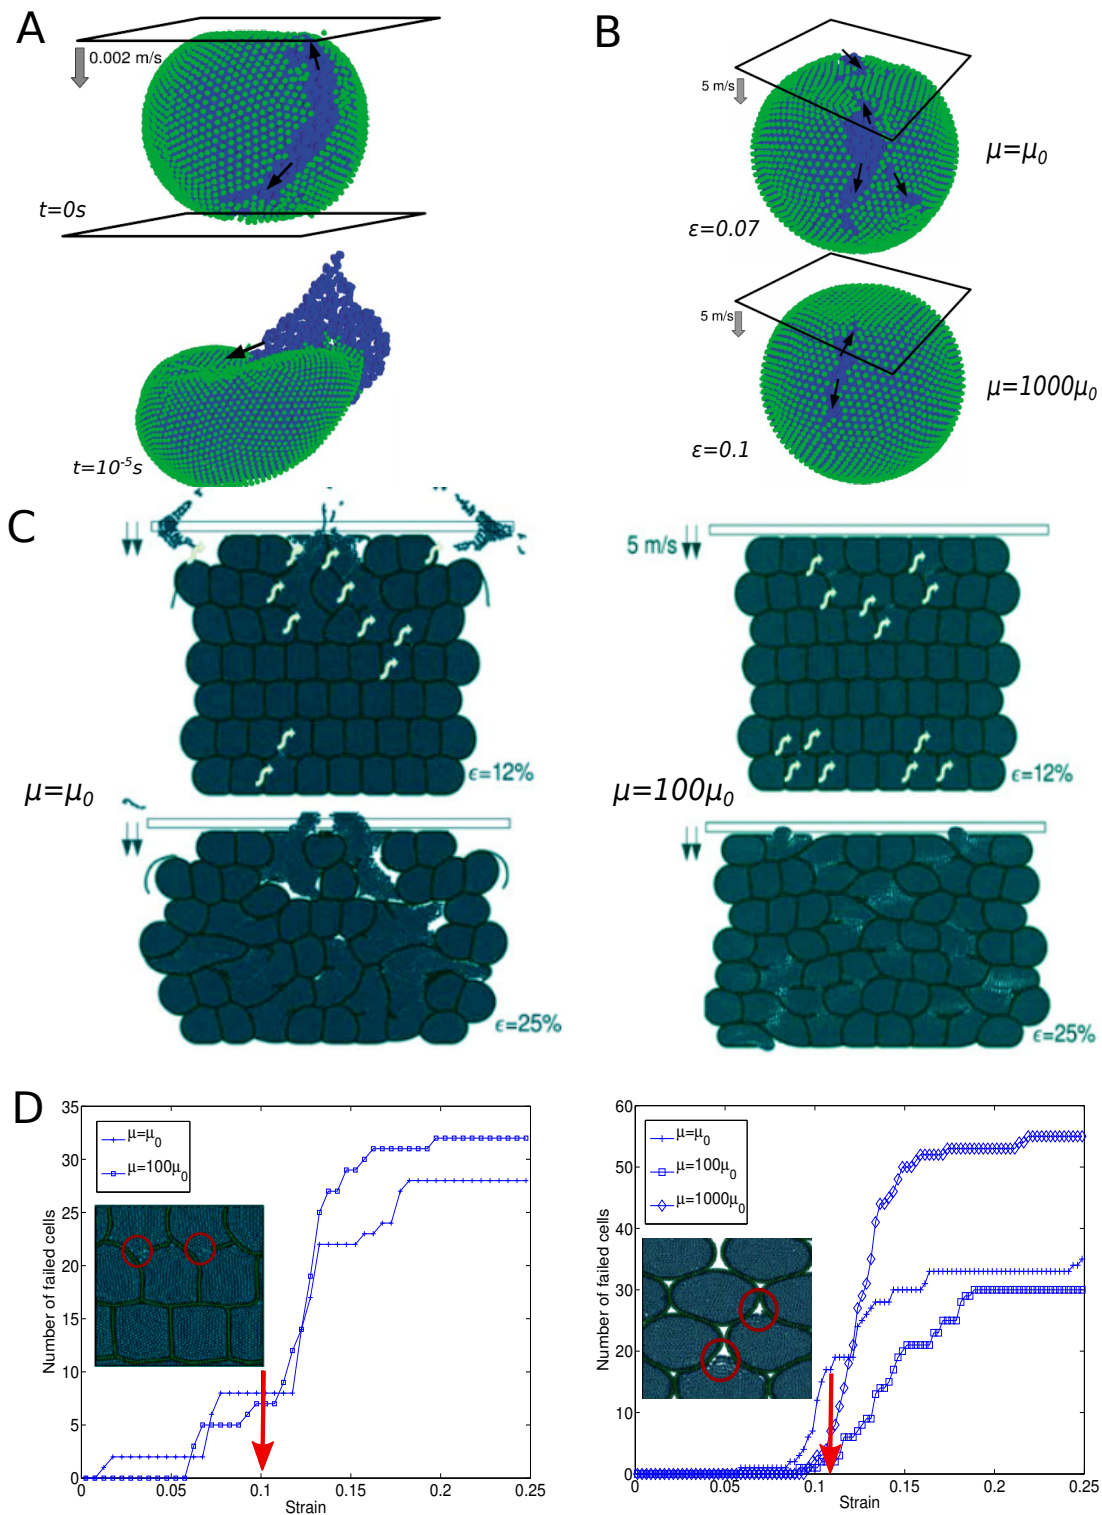 A
0.002 m/s
t=0s
t=10⁻⁵s
B
5 m/s
μ=μ₀
ε=0.07
5 m/s
μ=1000μ₀
ε=0.1
C
5 m/s
ε=12%
ε=12%
μ=μ₀
μ=100μ₀
ε=25%
ε=25%
D
35
30
25
20
15
10
5
0
Number of failed cells
μ=μ₀
μ=100μ₀
0 0.05 0.1 0.15 0.2 0.25
Strain
60
50
40
30
20
10
0
Number of failed cells
μ=μ₀
μ=100μ₀
μ=1000μ₀
0 0.05 0.1 0.15 0.2 0.25
Strain